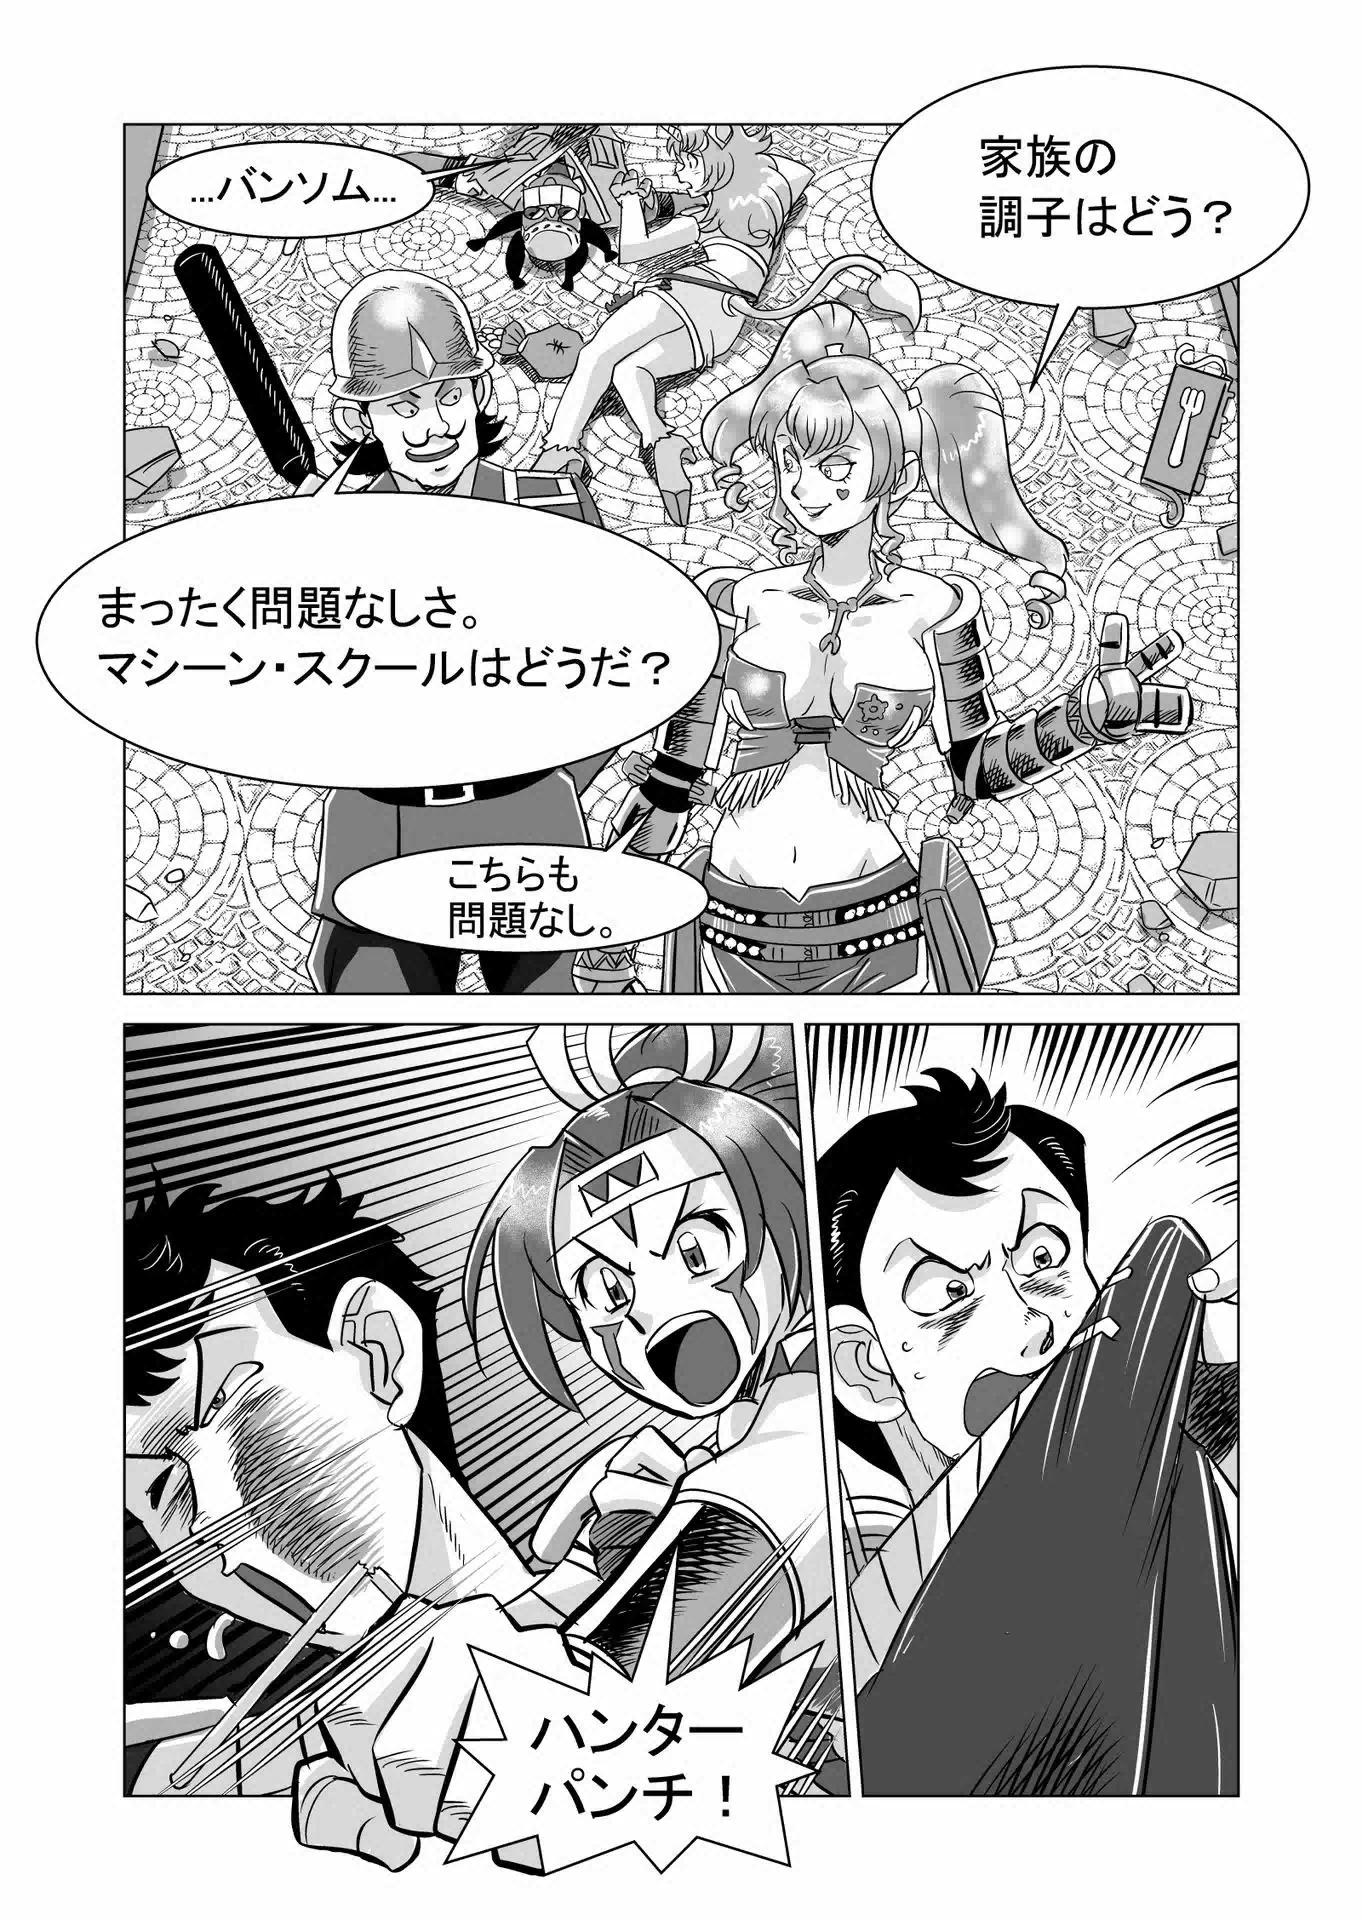 家族の
調子はどう？
…バンソム…
まったく問題なしさ。
マシーン・スクールはどうだ？
こちらも
問題なし。
ハンター
パンチ！